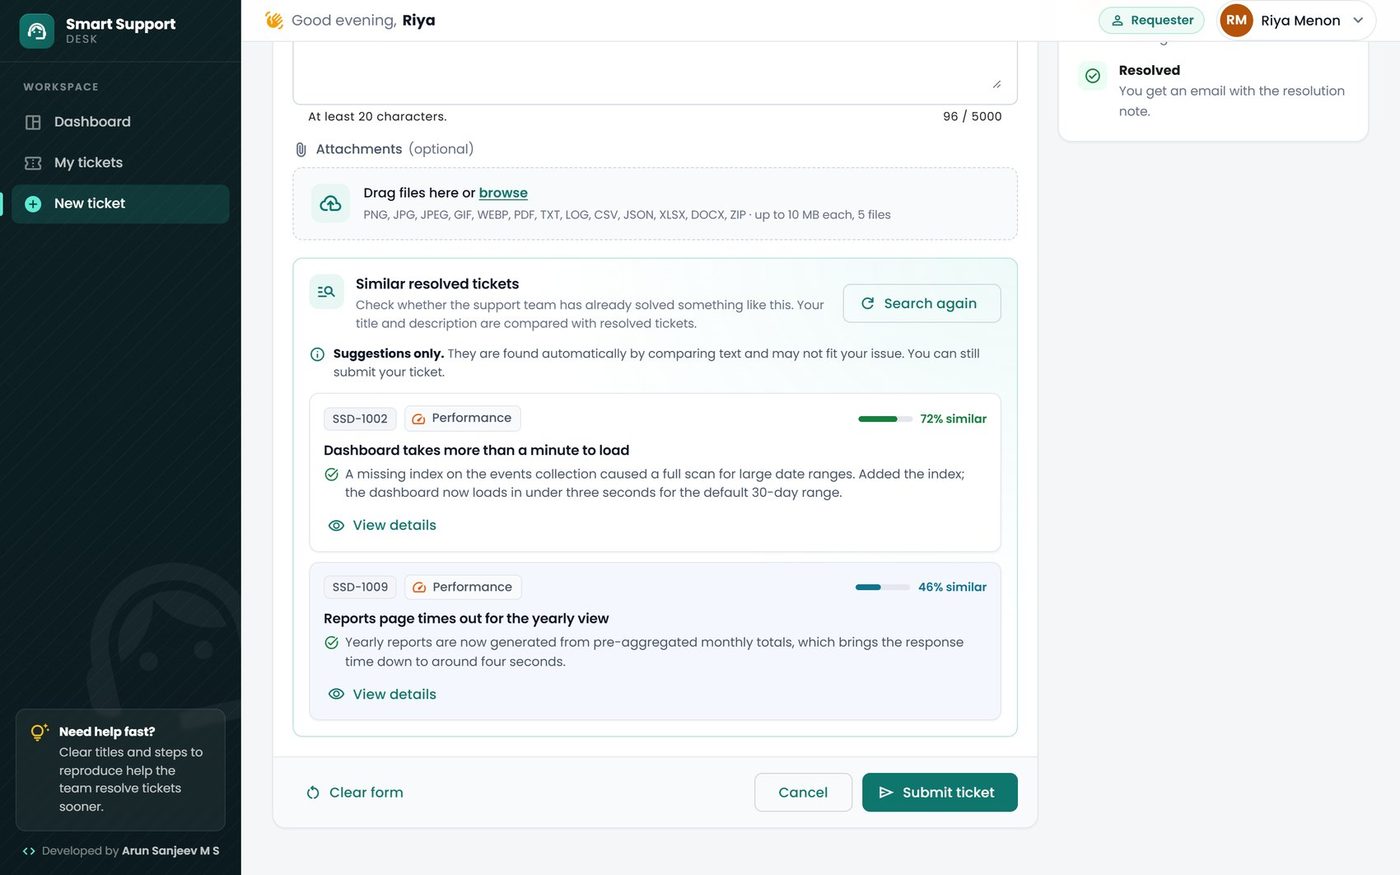 Smart Support
DESK
WORKSPACE
Dashboard
My tickets
New ticket
Need help fast?
Clear titles and steps to
reproduce help the
team resolve tickets
sooner.
Developed by Arun Sanjeev M S
Good evening, Riya
Requester
RM
Riya Menon
At least 20 characters.
96 / 5000
Attachments (optional)
Drag files here or browse
PNG, JPG, JPEG, GIF, WEBP, PDF, TXT, LOG, CSV, JSON, XLSX, DOCX, ZIP · up to 10 MB each, 5 files
Similar resolved tickets
Check whether the support team has already solved something like this. Your
title and description are compared with resolved tickets.
Search again
Suggestions only. They are found automatically by comparing text and may not fit your issue. You can still
submit your ticket.
SSD-1002
Performance
72% similar
Dashboard takes more than a minute to load
A missing index on the events collection caused a full scan for large date ranges. Added the index;
the dashboard now loads in under three seconds for the default 30-day range.
View details
SSD-1009
Performance
46% similar
Reports page times out for the yearly view
Yearly reports are now generated from pre-aggregated monthly totals, which brings the response
time down to around four seconds.
View details
Clear form
Cancel
Submit ticket
Resolved
You get an email with the resolution
note.